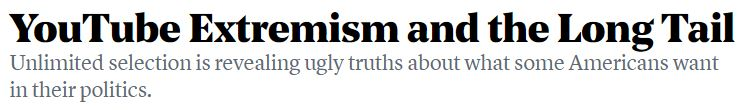 YouTube Extremism and the Long Tail
Unlimited selection is revealing ugly truths about what some Americans want
in their politics.